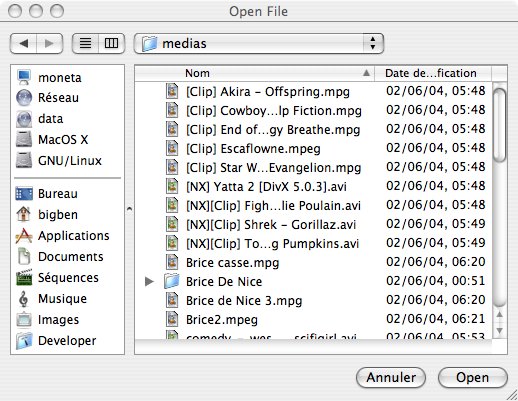 Open File
medias
moneta
Réseau
data
MacOS X
GNU/Linux
Bureau
bigben
Applications
Documents
Séquences
Musique
Images
Developer
Nom Date de...fication
[Clip] Akira - Offspring.mpg 02/06/04, 05:48
[Clip] Cowboy...lp Fiction.mpg 02/06/04, 05:48
[Clip] End of...gy Breathe.mpg 02/06/04, 05:48
[Clip] Escaflowne.mpeg 02/06/04, 05:48
[Clip] Star W...Evangelion.mpg 02/06/04, 05:48
[NX] Yatta 2 [DivX 5.0.3].avi 02/06/04, 05:48
[NX][Clip] Figh...lie Poulain.avi 02/06/04, 05:48
[NX][Clip] Shrek - Gorillaz.avi 02/06/04, 05:49
[NX][Clip] To...g Pumpkins.avi 02/06/04, 05:49
Brice casse.mpg 02/06/04, 06:20
Brice De Nice 02/06/04, 00:51
Brice de Nice 3.mpg 02/06/04, 06:20
Brice2.mpeg 02/06/04, 06:21
comedy - wes ... scifigirl.avi 02/06/04, 05:53
Annuler Open